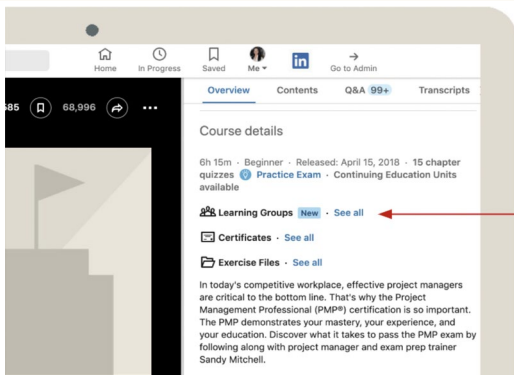 Home
In Progress
Saved
Me
in
Go to Admin
585
68,996
Overview
Contents
Q&A 99+
Transcripts
Course details
6h 15m · Beginner · Released: April 15, 2018 · 15 chapter
quizzes Practice Exam · Continuing Education Units
available
Learning Groups New · See all
Certificates · See all
Exercise Files · See all
In today's competitive workplace, effective project managers
are critical to the bottom line. That's why the Project
Management Professional (PMP®) certification is so important.
The PMP demonstrates your mastery, your experience, and
your education. Discover what it takes to pass the PMP exam by
following along with project manager and exam prep trainer
Sandy Mitchell.